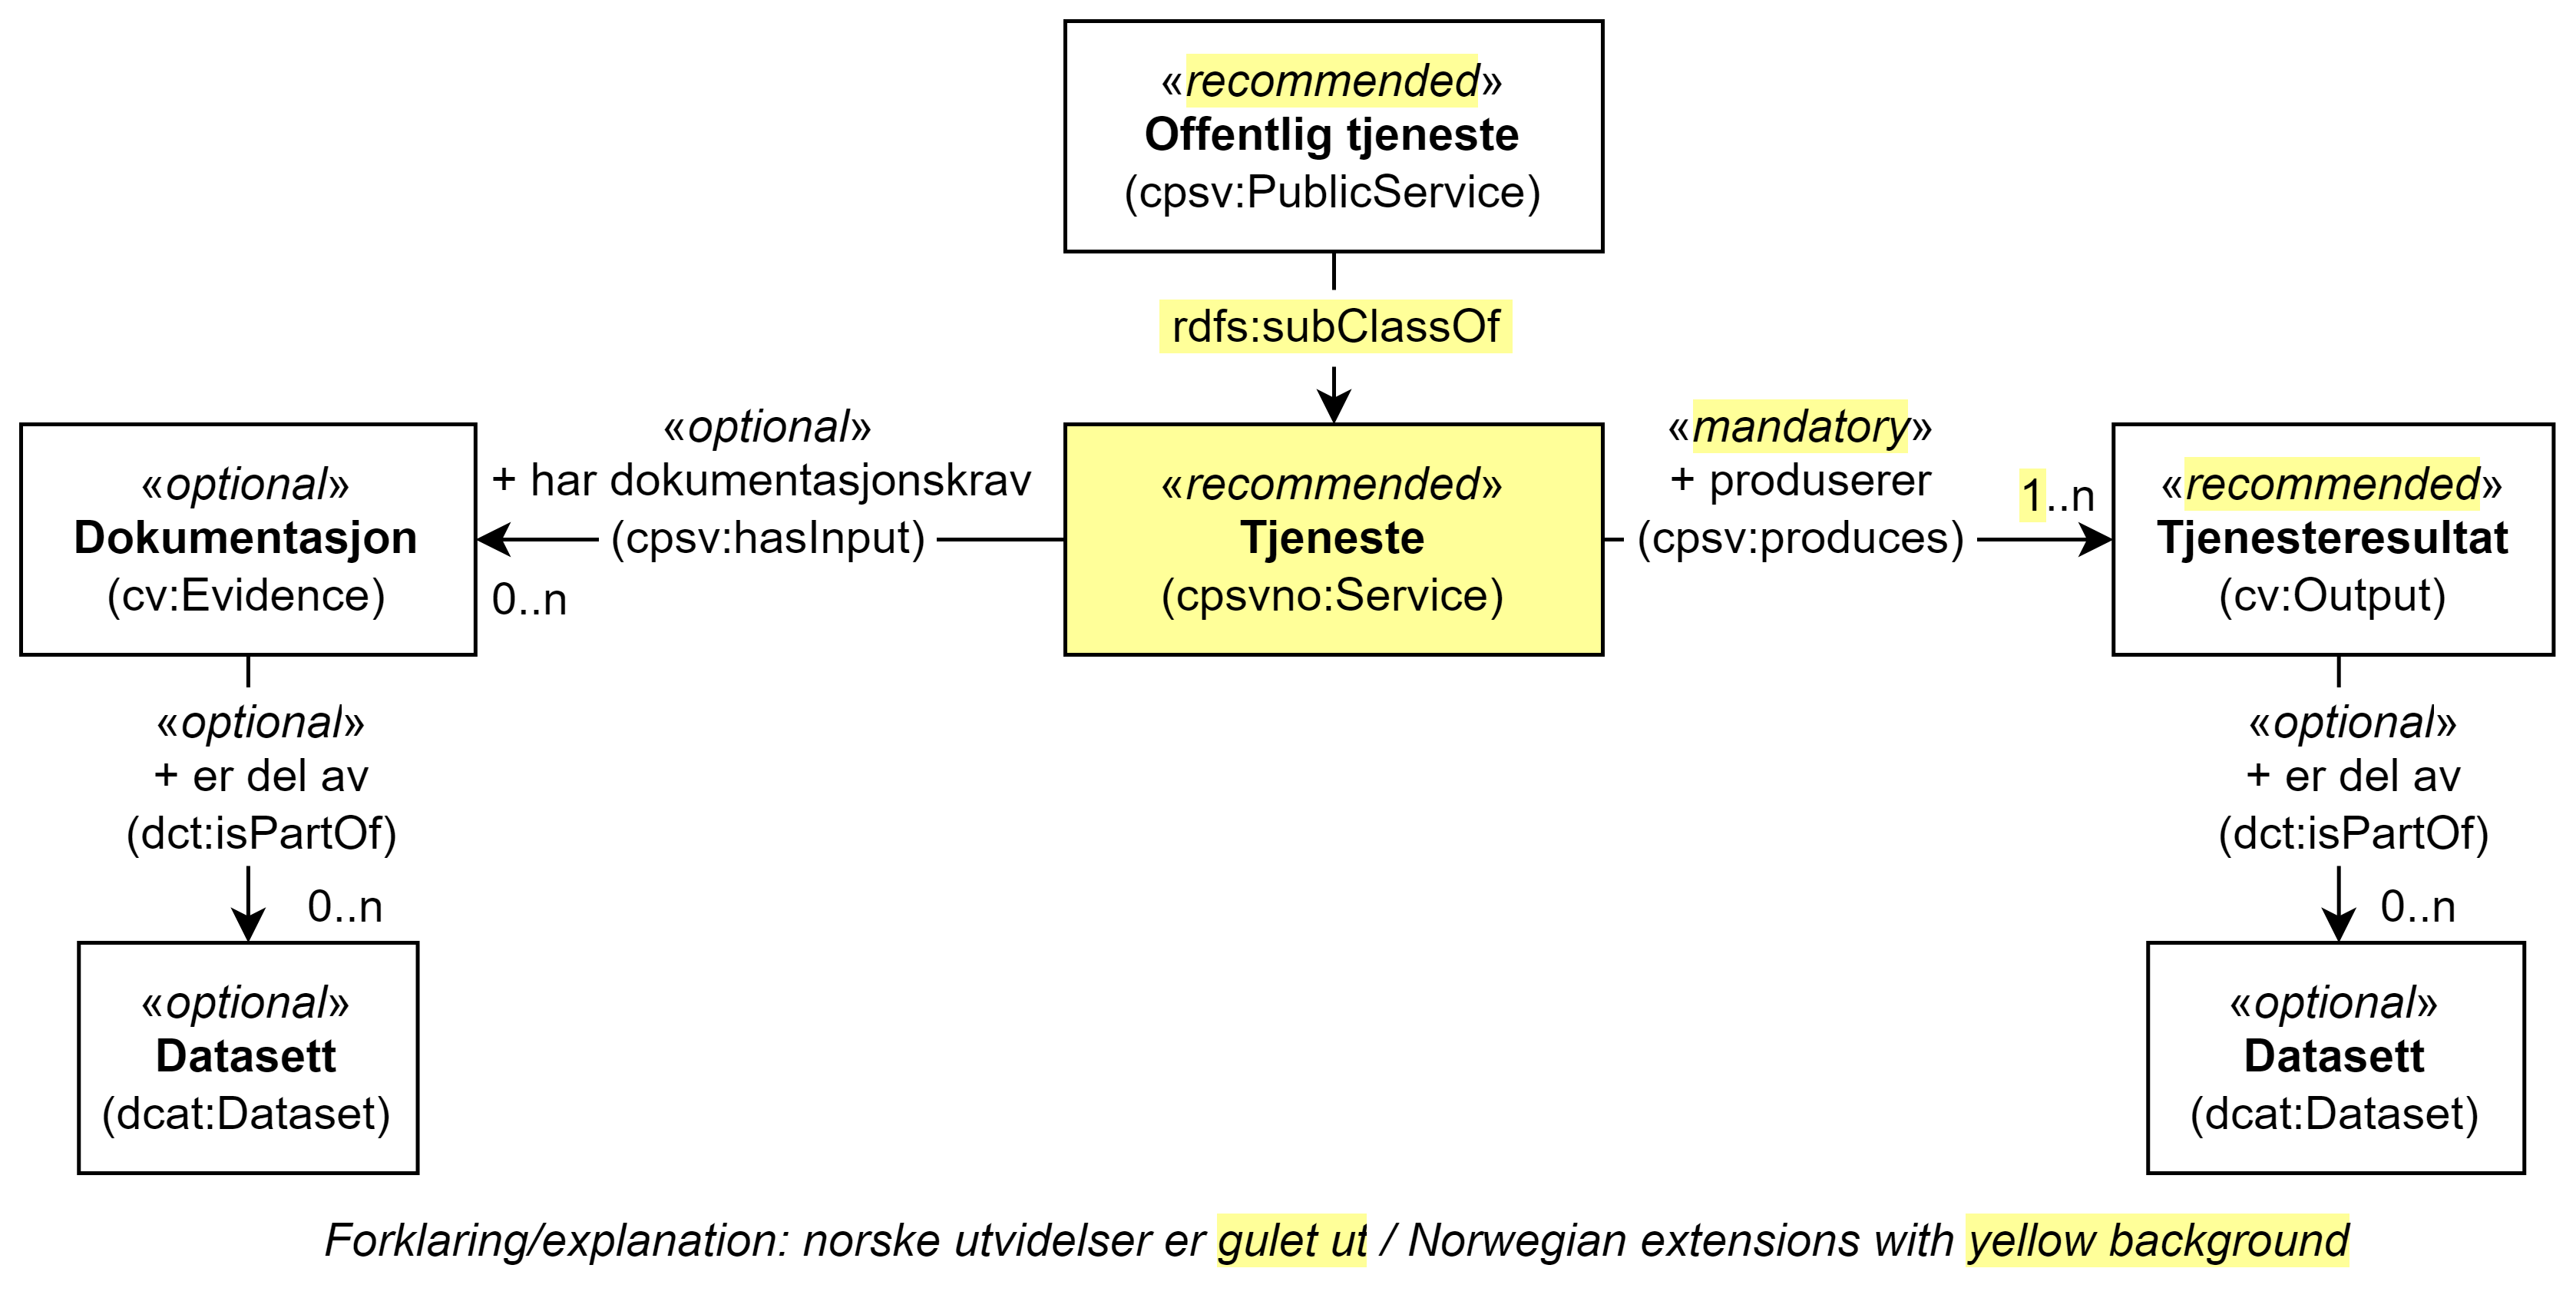 «recommended»
Offentlig tjeneste
(cpsv:PublicService)
rdfs:subClassOf
«optional»
Dokumentasjon
(cv:Evidence)
«optional»
+ har dokumentasjonskrav
(cpsv:hasInput)
0..n
«recommended»
Tjeneste
(cpsvno:Service)
«mandatory»
+ produserer
(cpsv:produces)
1..n
«recommended»
Tjenesteresultat
(cv:Output)
«optional»
+ er del av
(dct:isPartOf)
0..n
«optional»
+ er del av
(dct:isPartOf)
0..n
«optional»
Datasett
(dcat:Dataset)
«optional»
Datasett
(dcat:Dataset)
Forklaring/explanation: norske utvidelser er gulet ut / Norwegian extensions with yellow background